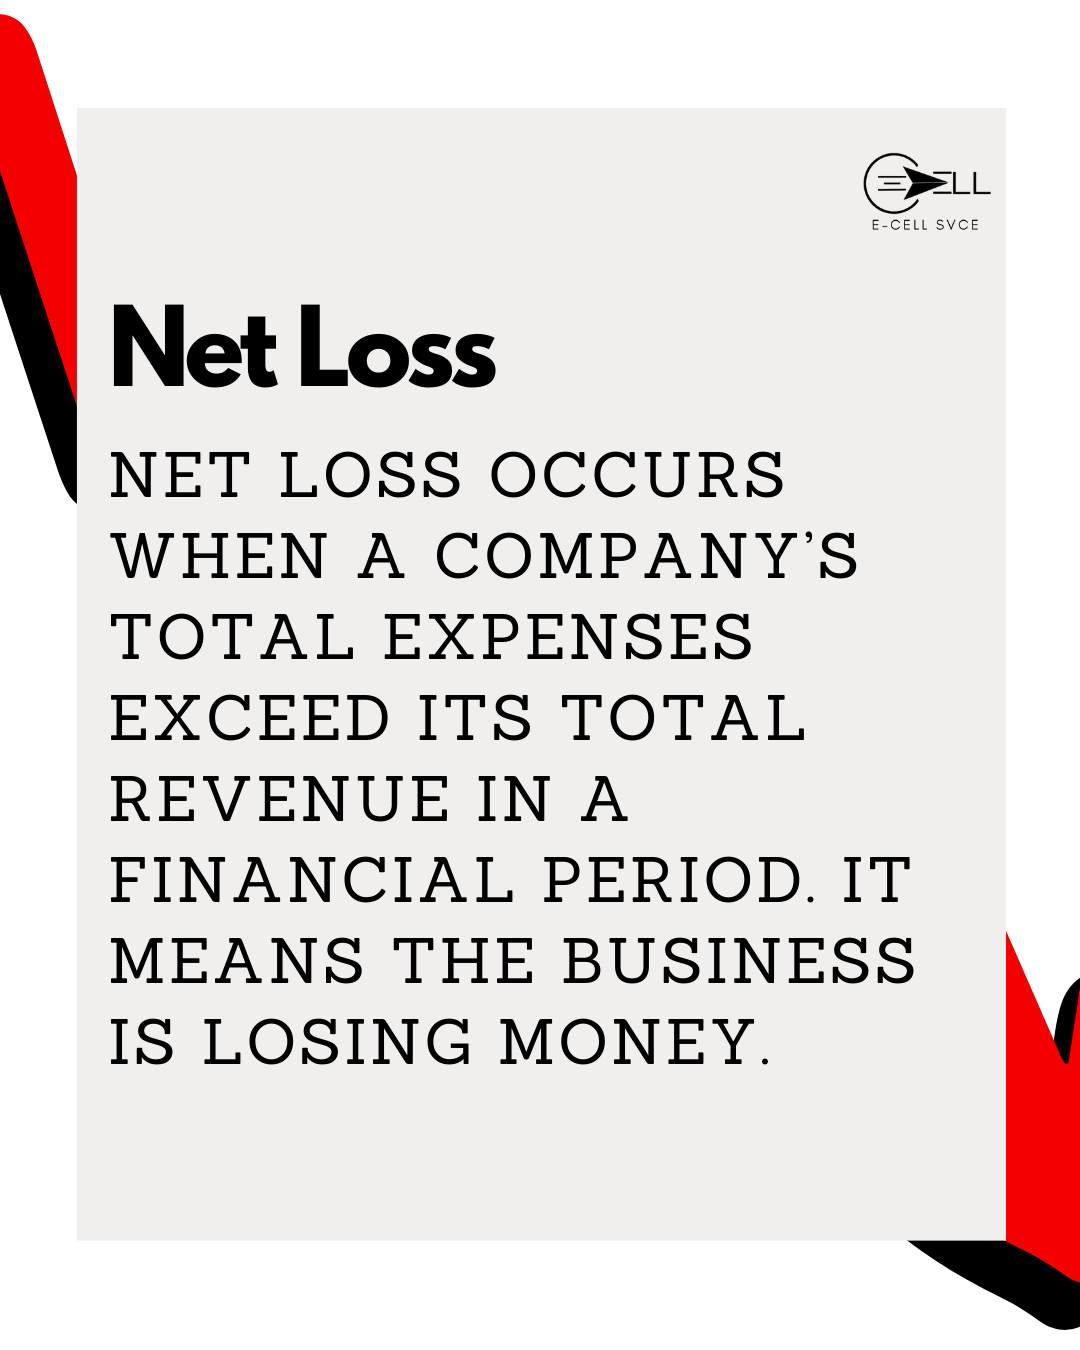 ELL
E-CELL SVCE
Net Loss
NET LOSS OCCURS
WHEN A COMPANY’S
TOTAL EXPENSES
EXCEED ITS TOTAL
REVENUE IN A
FINANCIAL PERIOD. IT
MEANS THE BUSINESS
IS LOSING MONEY.